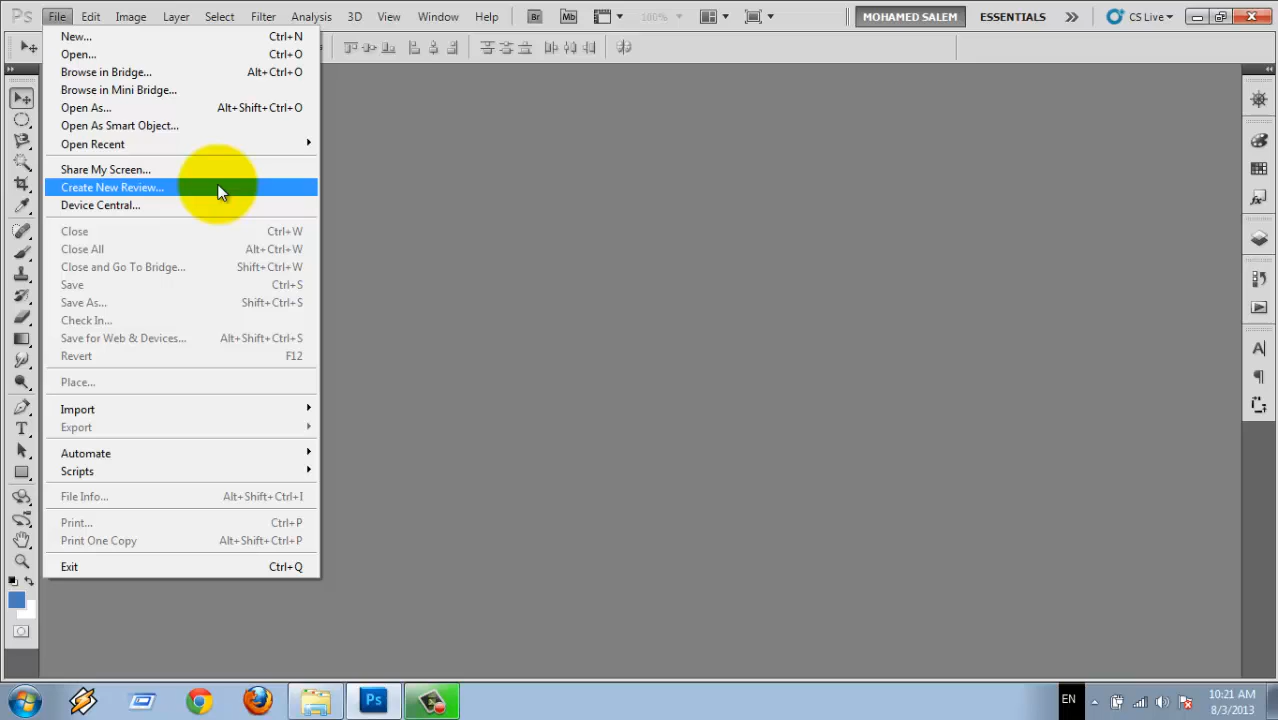 Ps File Edit Image Layer Select Filter Analysis 3D View Window Help Br Mb 180% MOHAMED SALEM ESSENTIALS CS Live
New... Ctrl+N
Open... Ctrl+O
Browse in Bridge... Alt+Ctrl+O
Browse in Mini Bridge...
Open As... Alt+Shift+Ctrl+O
Open As Smart Object...
Open Recent
Share My Screen...
Create New Review...
Device Central...
Close Ctrl+W
Close All Alt+Ctrl+W
Close and Go To Bridge... Shift+Ctrl+W
Save Ctrl+S
Save As... Shift+Ctrl+S
Check In...
Save for Web & Devices... Alt+Shift+Ctrl+S
Revert F12
Place...
Import
Export
Automate
Scripts
File Info... Alt+Shift+Ctrl+I
Print... Ctrl+P
Print One Copy Alt+Shift+Ctrl+P
Exit Ctrl+Q
Ps
EN
10:21 AM
8/3/2013